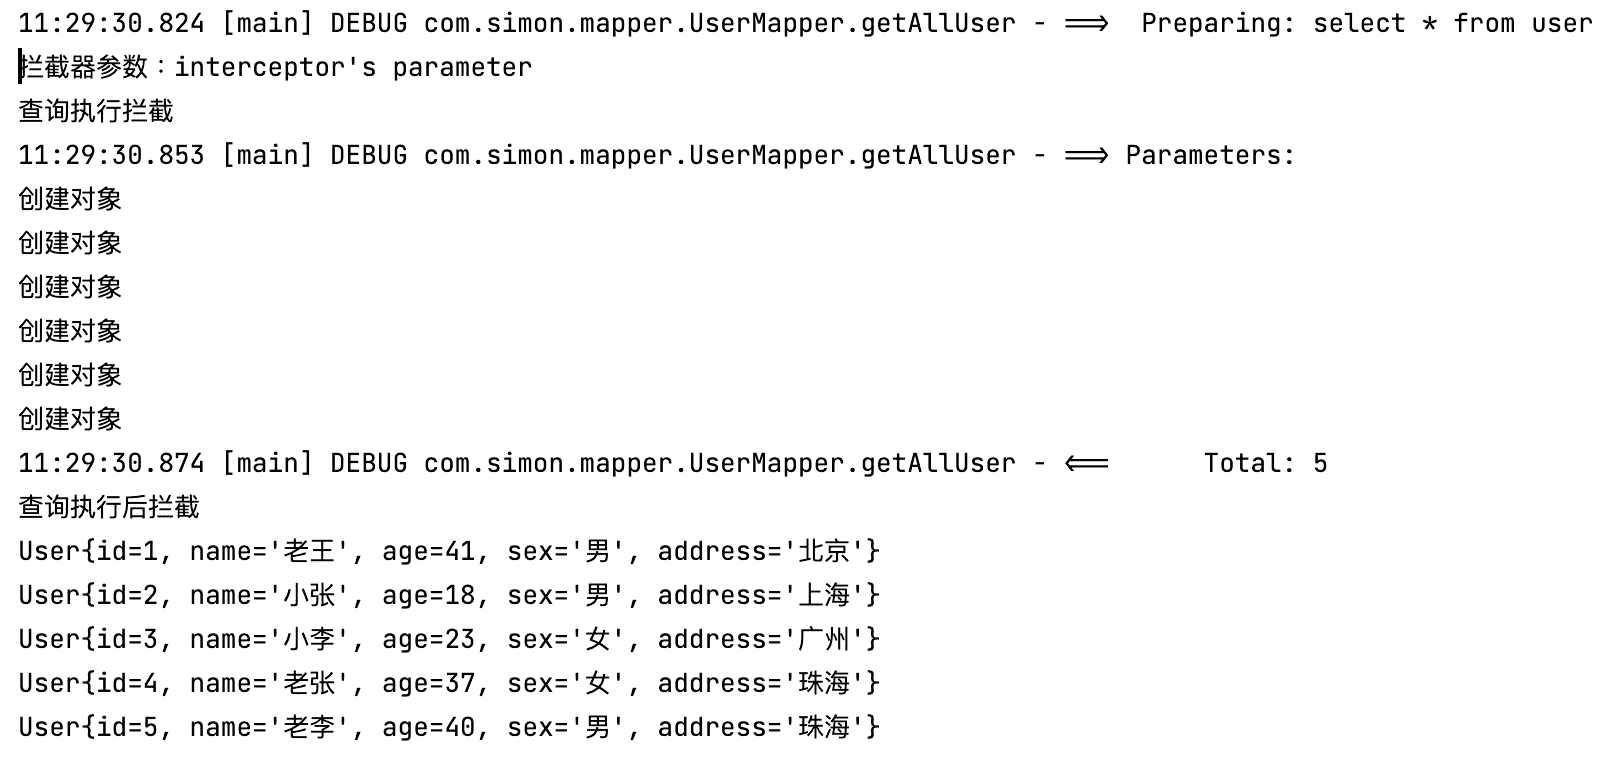 11:29:30.824 [main] DEBUG com.simon.mapper.UserMapper.getAllUser - ==>  Preparing: select * from user
拦截器参数：interceptor's parameter
查询执行拦截
11:29:30.853 [main] DEBUG com.simon.mapper.UserMapper.getAllUser - ==> Parameters:
创建对象
创建对象
创建对象
创建对象
创建对象
创建对象
11:29:30.874 [main] DEBUG com.simon.mapper.UserMapper.getAllUser - <==      Total: 5
查询执行后拦截
User{id=1, name='老王', age=41, sex='男', address='北京'}
User{id=2, name='小张', age=18, sex='男', address='上海'}
User{id=3, name='小李', age=23, sex='女', address='广州'}
User{id=4, name='老张', age=37, sex='女', address='珠海'}
User{id=5, name='老李', age=40, sex='男', address='珠海'}